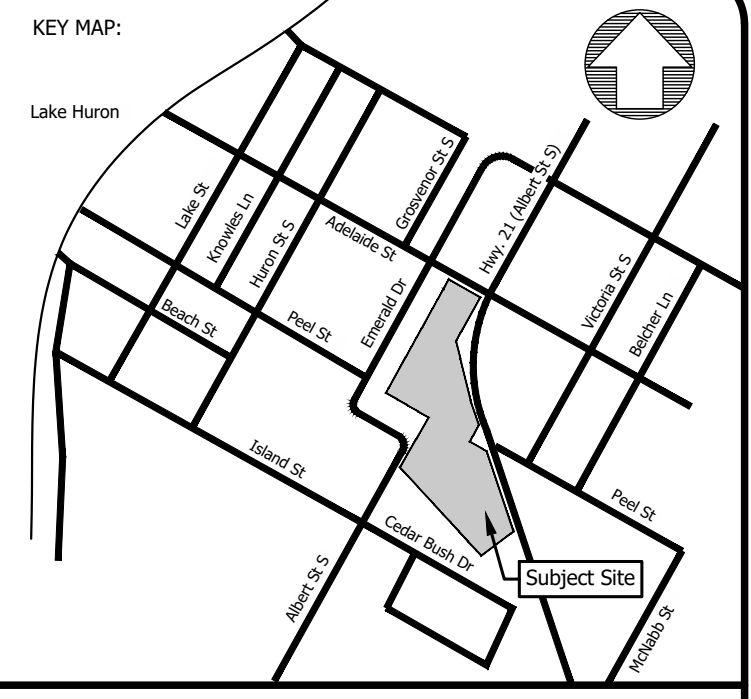 KEY MAP:
Lake Huron
Grosvenor St S
Hwy. 21 (Albert St S)
Lake St
Knowles Ln
Huron St S
Adelaide St
Emerald Dr
Victoria St S
Belcher Ln
Beach St
Peel St
Island St
Peel St
Cedar Bush Dr
Subject Site
Albert St S
McNabb St